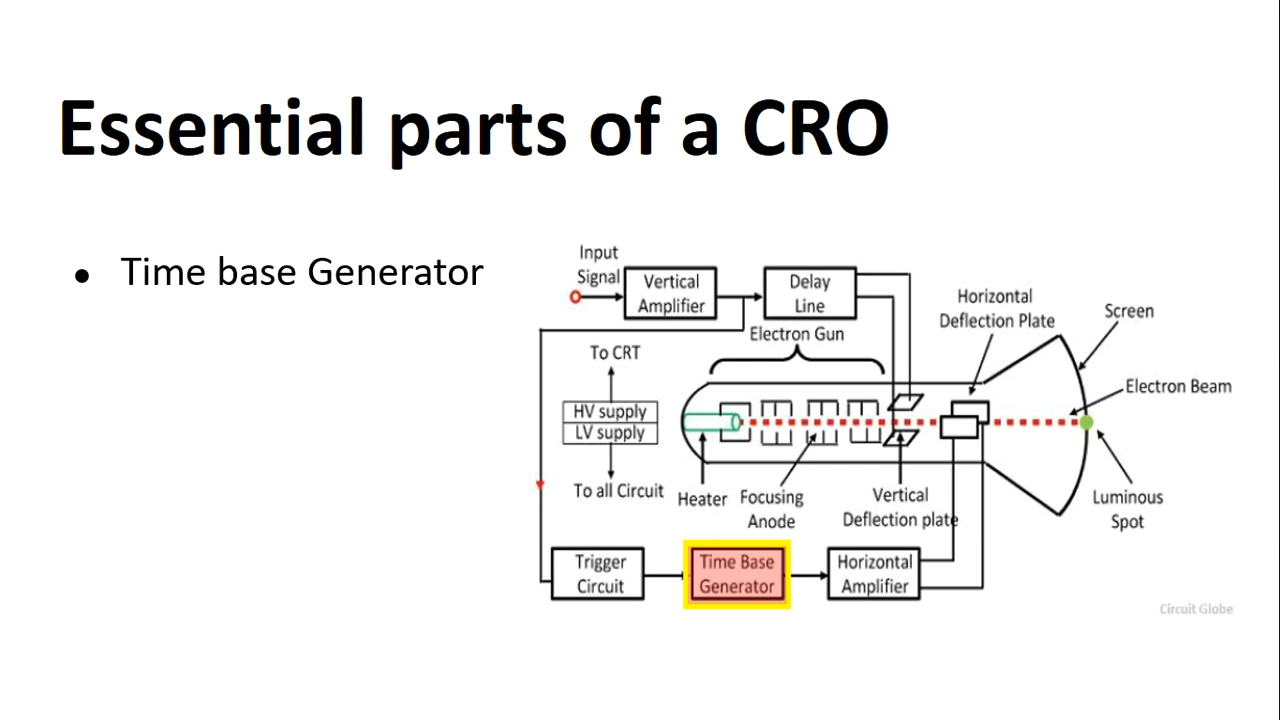 Essential parts of a CRO
● Time base Generator
Input
Signal
Vertical
Amplifier
Delay
Line
Horizontal
Deflection Plate
Screen
Electron Gun
To CRT
Electron Beam
HV supply
LV supply
To all Circuit
Heater
Focusing
Anode
Vertical
Deflection plate
Luminous
Spot
Trigger
Circuit
Time Base
Generator
Horizontal
Amplifier
Circuit Globe